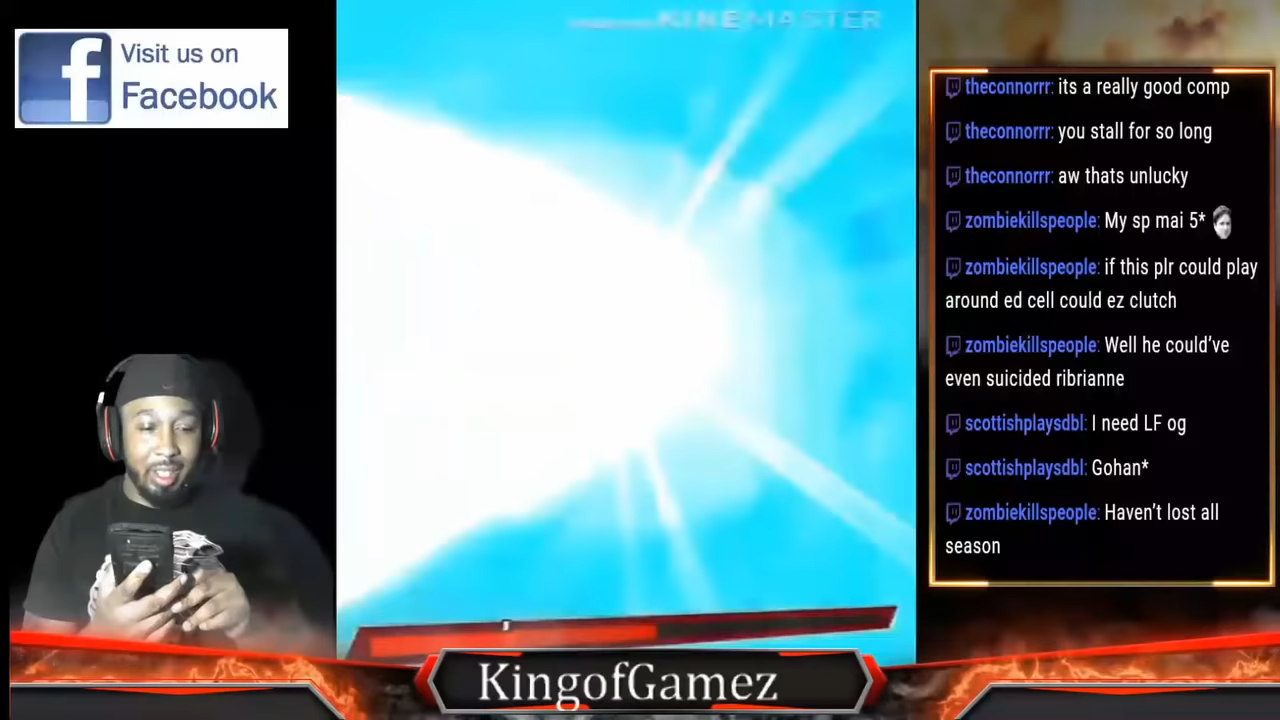 Visit us on
Facebook
KINEMASTER
theconnorrr: its a really good comp
theconnorrr: you stall for so long
theconnorrr: aw thats unlucky
zombiekillspeople: My sp mai 5*
zombiekillspeople: if this plr could play
around ed cell could ez clutch
zombiekillspeople: Well he could've
even suicided ribrianne
scottishplaysdbl: I need LF og
scottishplaysdbl: Gohan*
zombiekillspeople: Haven't lost all
season
KingofGamez